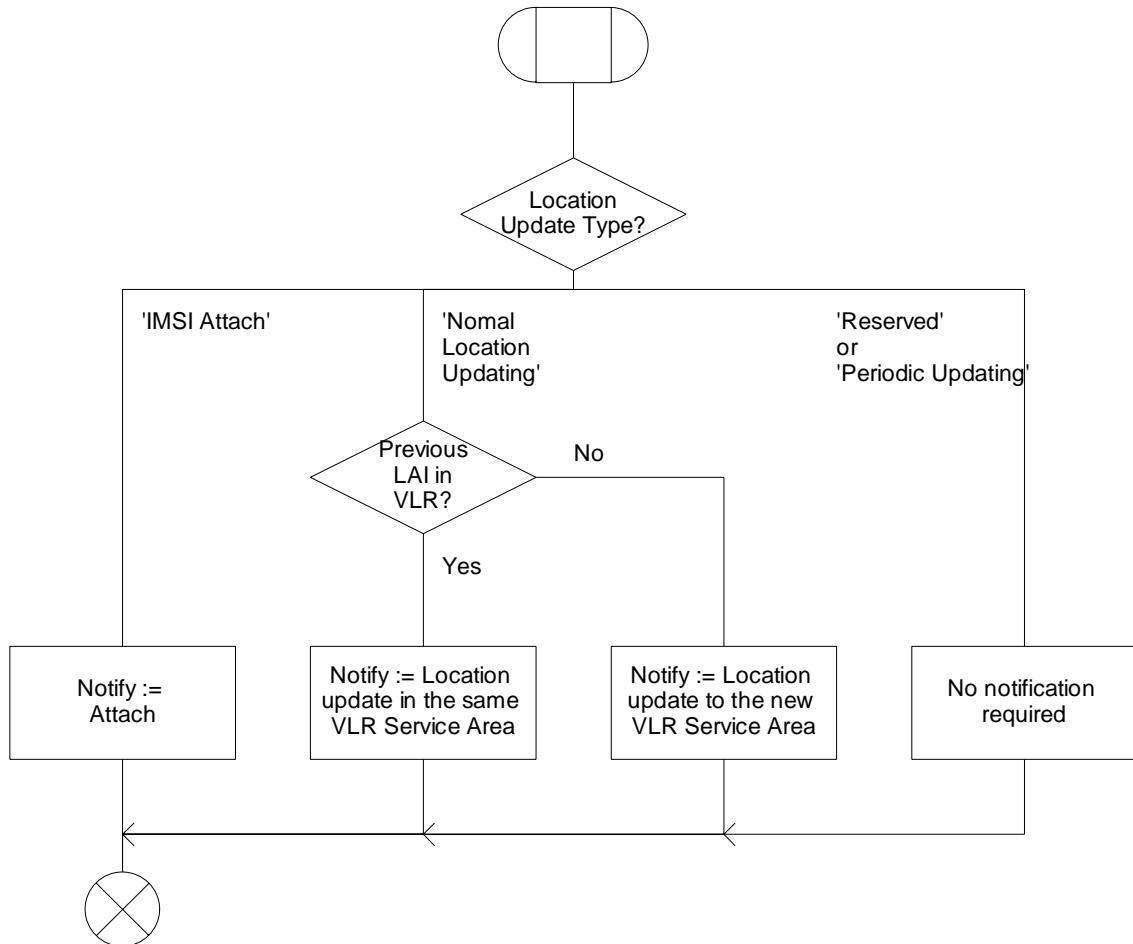 Location
Update Type?
'IMSI Attach'
'Nomal
Location
Updating'
'Reserved'
or
'Periodic Updating'
Previous
LAI in
VLR?
No
Yes
Notify :=
Attach
Notify := Location
update in the same
VLR Service Area
Notify := Location
update to the new
VLR Service Area
No notification
required